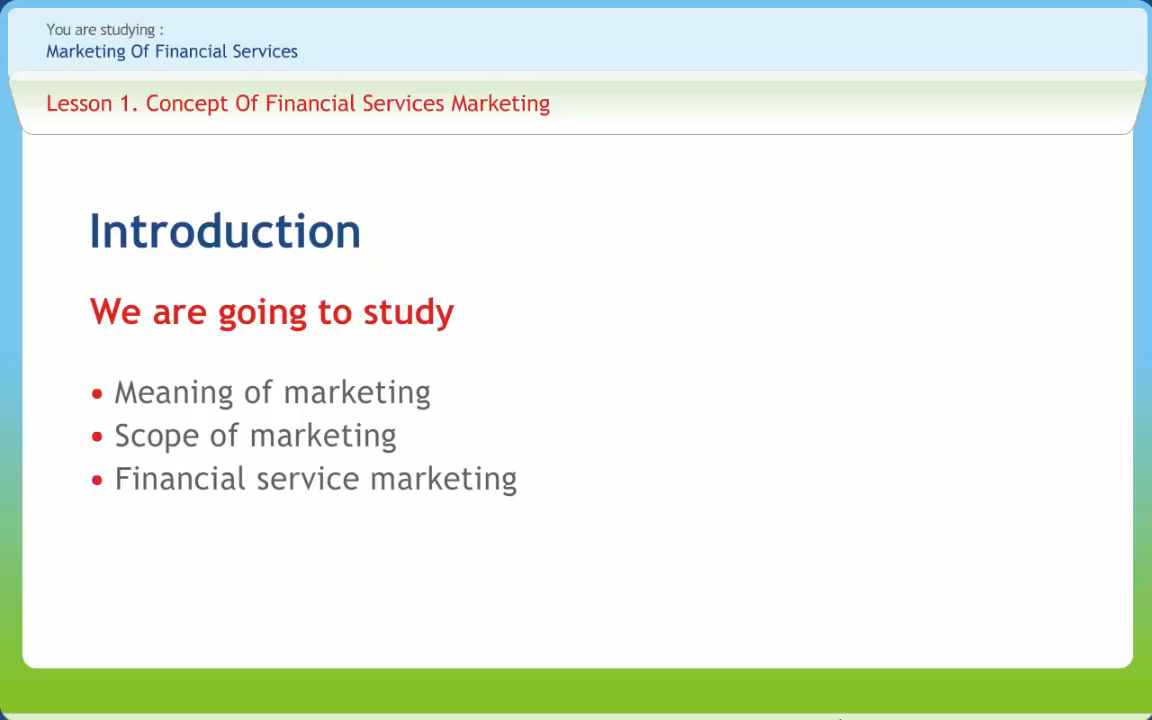 You are studying :
Marketing Of Financial Services
Lesson 1. Concept Of Financial Services Marketing
Introduction
We are going to study
• Meaning of marketing
• Scope of marketing
• Financial service marketing